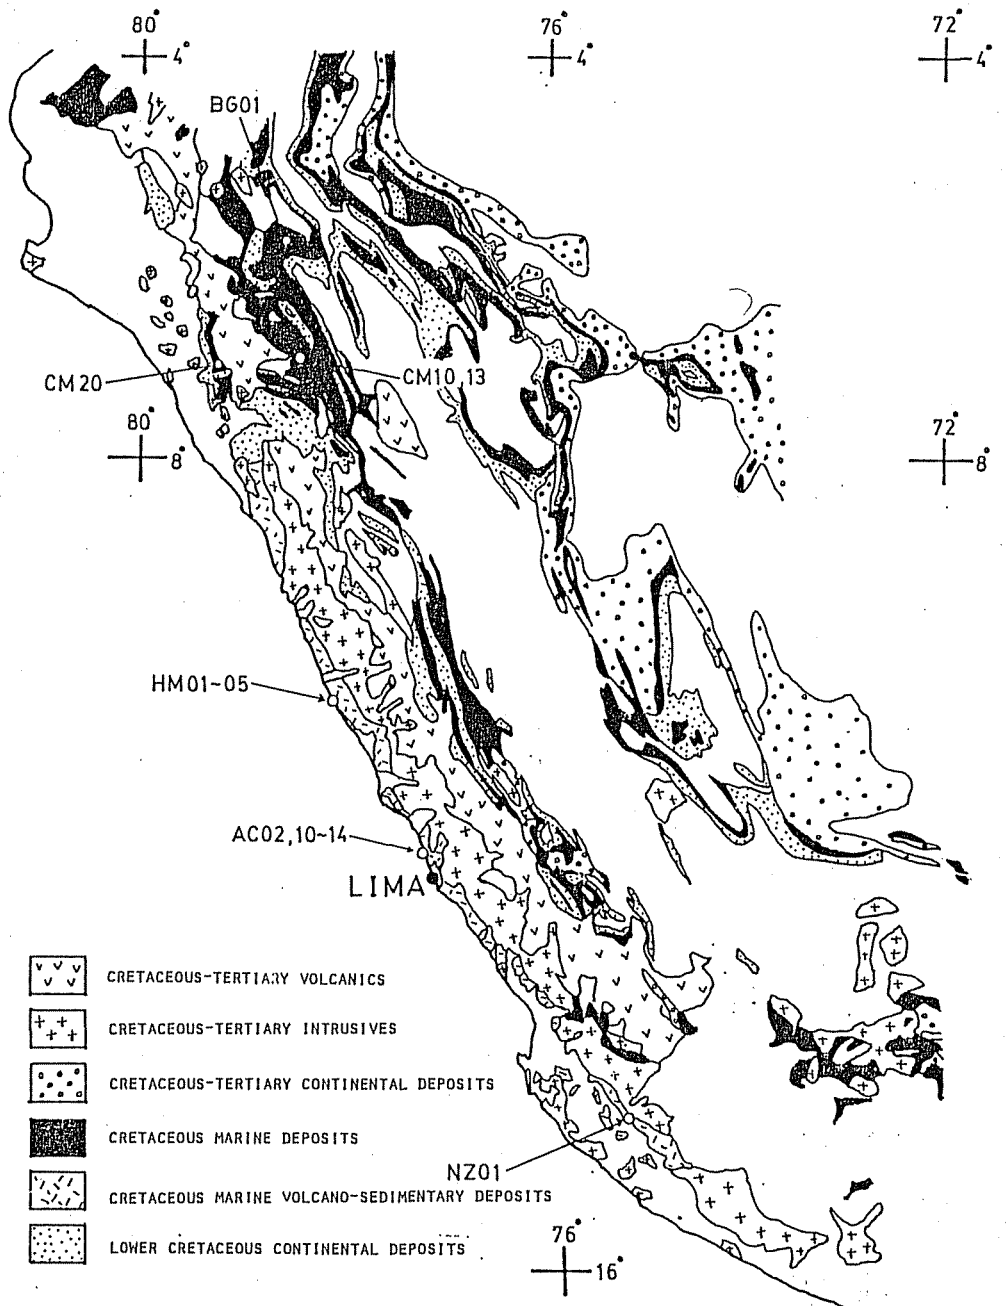 80° 76° 72°
4° 4° 4°
BG01
CM20
CM10,13
80° 72°
8° 8°
HM01~05
AC02,10~14
LIMA
CRETACEOUS-TERTIARY VOLCANICS
CRETACEOUS-TERTIARY INTRUSIVES
CRETACEOUS-TERTIARY CONTINENTAL DEPOSITS
CRETACEOUS MARINE DEPOSITS
NZ01
CRETACEOUS MARINE VOLCANO-SEDIMENTARY DEPOSITS
76°
LOWER CRETACEOUS CONTINENTAL DEPOSITS
16°